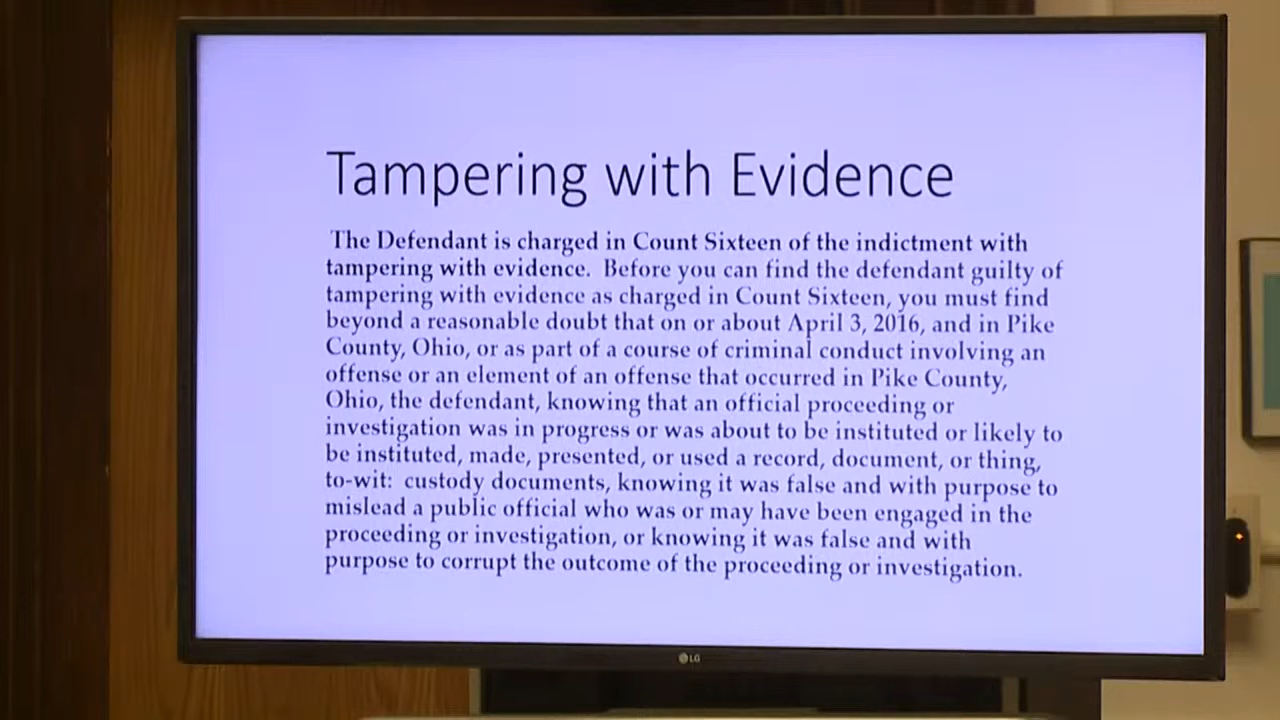 Tampering with Evidence
The Defendant is charged in Count Sixteen of the indictment with
tampering with evidence. Before you can find the defendant guilty of
tampering with evidence as charged in Count Sixteen, you must find
beyond a reasonable doubt that on or about April 3, 2016, and in Pike
County, Ohio, or as part of a course of criminal conduct involving an
offense or an element of an offense that occurred in Pike County,
Ohio, the defendant, knowing that an official proceeding or
investigation was in progress or was about to be instituted or likely to
be instituted, made, presented, or used a record, document, or thing,
to-wit: custody documents, knowing it was false and with purpose to
mislead a public official who was or may have been engaged in the
proceeding or investigation, or knowing it was false and with
purpose to corrupt the outcome of the proceeding or investigation.
LG